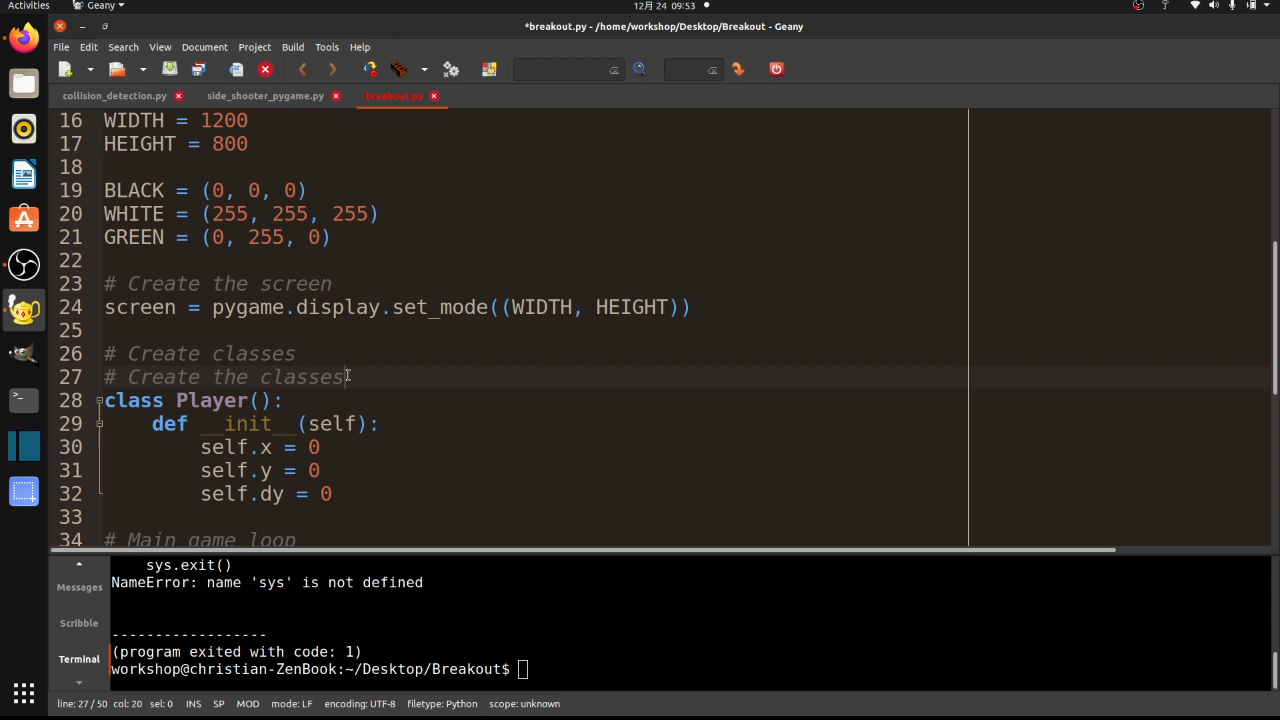 Activities Geany 12月 24 09:53
*breakout.py - /home/workshop/Desktop/Breakout - Geany
File Edit Search View Document Project Build Tools Help
collision_detection.py side_shooter_pygame.py breakout.py
16 WIDTH = 1200
17 HEIGHT = 800
18
19 BLACK = (0, 0, 0)
20 WHITE = (255, 255, 255)
21 GREEN = (0, 255, 0)
22
23 # Create the screen
24 screen = pygame.display.set_mode((WIDTH, HEIGHT))
25
26 # Create classes
27 # Create the classes
28 class Player():
29 def __init__(self):
30 self.x = 0
31 self.y = 0
32 self.dy = 0
33
34 # Main game loop
sys.exit()
NameError: name 'sys' is not defined
------------------
(program exited with code: 1)
workshop@christian-ZenBook:~/Desktop/Breakout$
Messages
Scribble
Terminal
line: 27 / 50 col: 20 sel: 0 INS SP MOD mode: LF encoding: UTF-8 filetype: Python scope: unknown